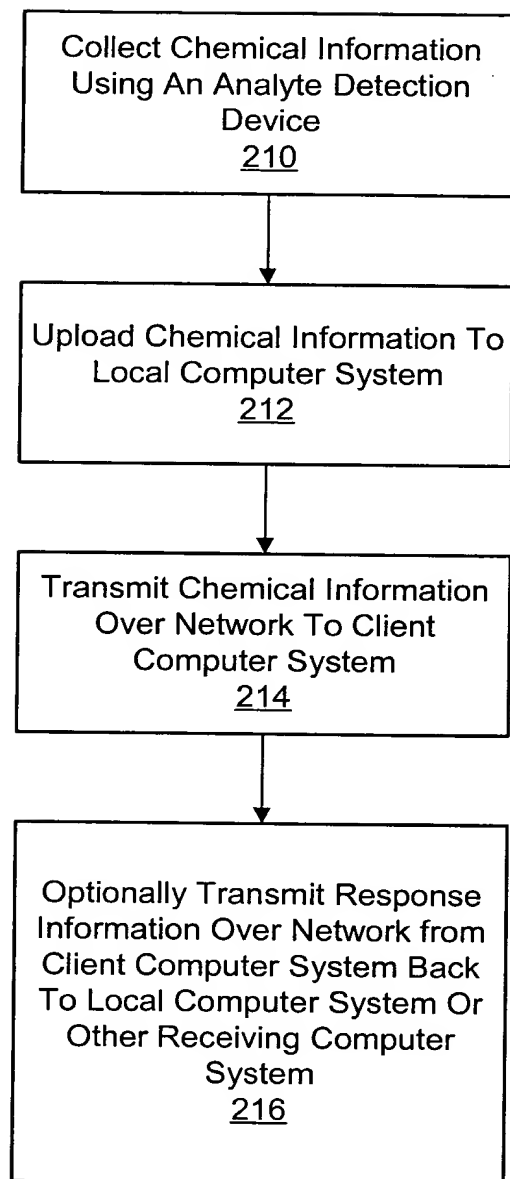 Collect Chemical Information
Using An Analyte Detection
Device
210
Upload Chemical Information To
Local Computer System
212
Transmit Chemical Information
Over Network To Client
Computer System
214
Optionally Transmit Response
Information Over Network from
Client Computer System Back
To Local Computer System Or
Other Receiving Computer
System
216